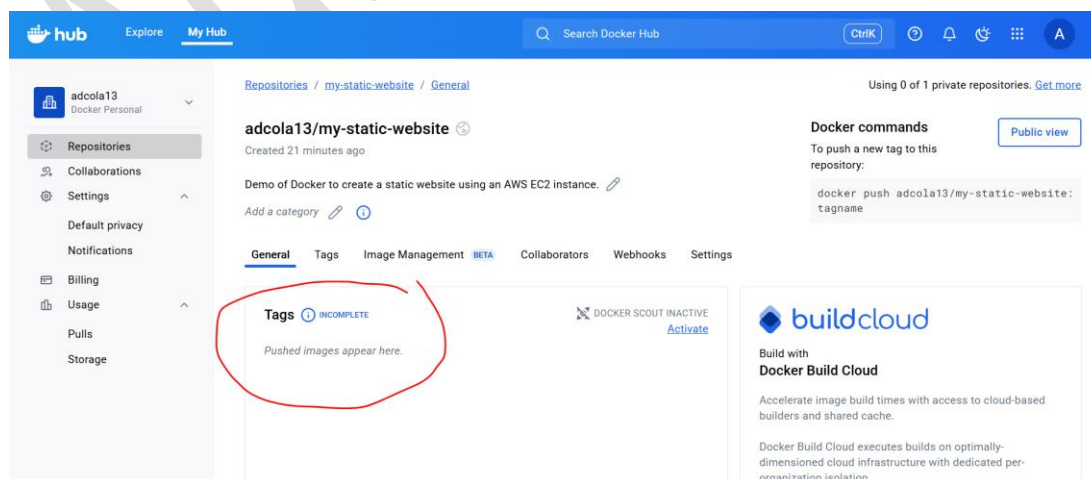 hub
Explore
My Hub
Search Docker Hub
CtrlK
A
adcola13
Docker Personal
Repositories
Collaborations
Settings
Default privacy
Notifications
Billing
Usage
Pulls
Storage
Repositories / my-static-website / General
Using 0 of 1 private repositories. Get more
adcola13/my-static-website
Created 21 minutes ago
Demo of Docker to create a static website using an AWS EC2 instance.
Add a category
Docker commands
Public view
To push a new tag to this
repository:
docker push adcola13/my-static-website:
tagname
General
Tags
Image Management BETA
Collaborators
Webhooks
Settings
Tags INCOMPLETE
DOCKER SCOUT INACTIVE
Activate
Pushed images appear here.
buildcloud
Build with
Docker Build Cloud
Accelerate image build times with access to cloud-based
builders and shared cache.
Docker Build Cloud executes builds on optimally-
dimensioned cloud infrastructure with dedicated per-
organization isolation.